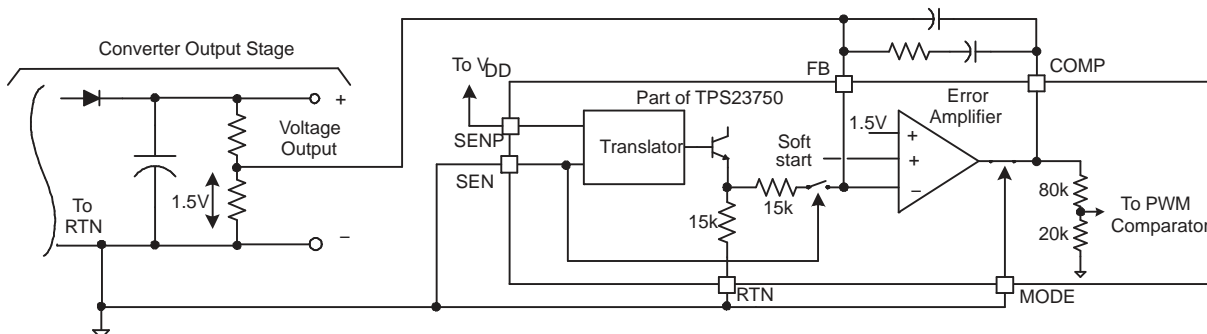 Converter Output Stage
To VDD
FB
COMP
Part of TPS23750
Error
Amplifier
+
Voltage
Output
1.5V
+
SENP
Translator
Soft
start
+
SEN
−
80k
To PWM
Comparator
To
RTN
1.5V
15k
15k
20k
−
RTN
MODE